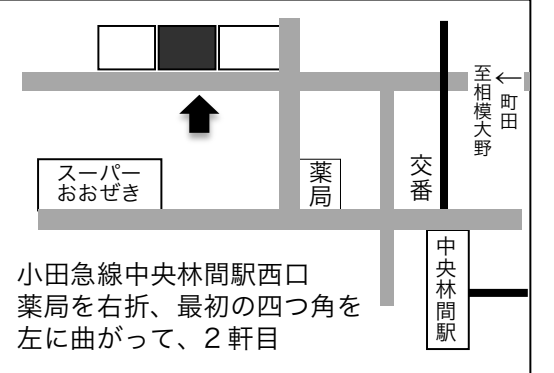 至相模大野
← 町田
スーパー
おおぜき
薬局
交番
中央林間駅
小田急線中央林間駅西口
薬局を右折、最初の四つ角を
左に曲がって、２軒目